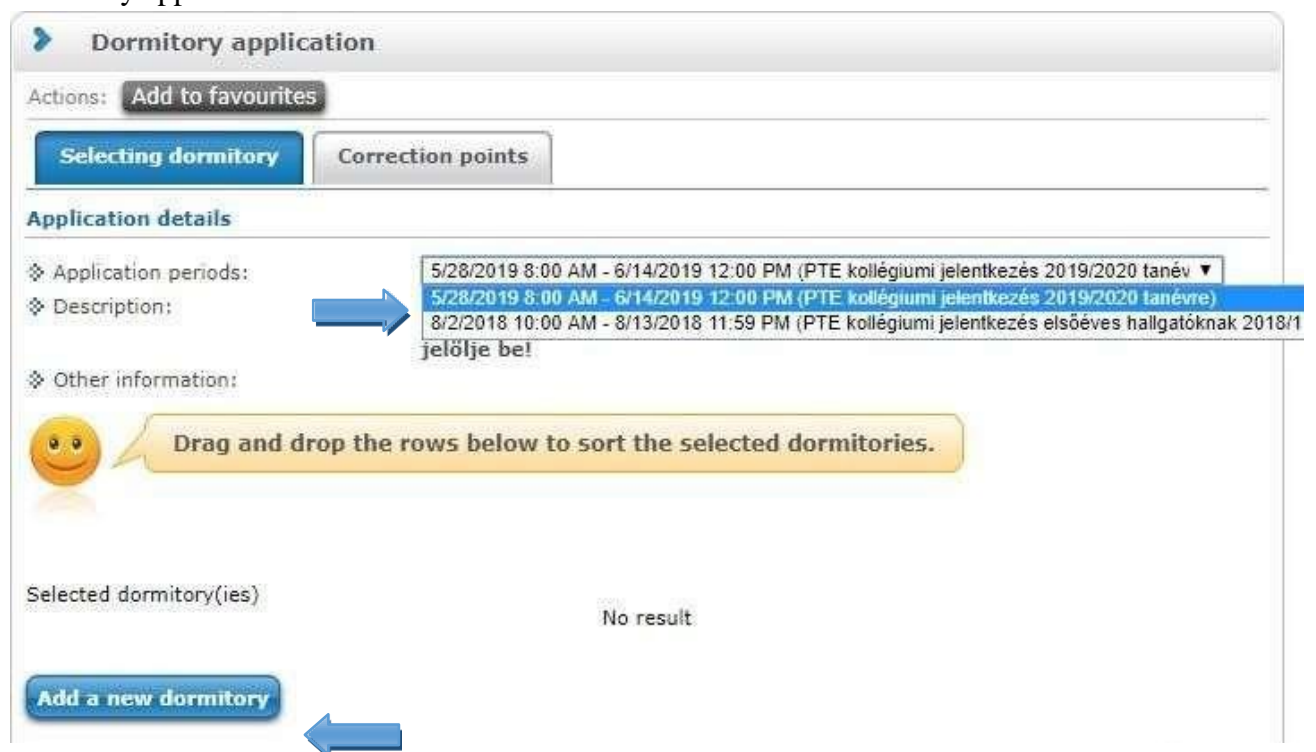 Dormitory application
Actions: Add to favourites
Selecting dormitory Correction points
Application details
Application periods: 5/28/2019 8:00 AM - 6/14/2019 12:00 PM (PTE kollégiumi jelentkezés 2019/2020 tanév
5/28/2019 8:00 AM - 6/14/2019 12:00 PM (PTE kollégiumi jelentkezés 2019/2020 tanévre)
Description:
8/2/2018 10:00 AM - 8/13/2018 11:59 PM (PTE kollégiumi jelentkezés elsőéves hallgatóknak 2018/1
jelölje be!
Other information:
Drag and drop the rows below to sort the selected dormitories.
Selected dormitory(ies)
No result
Add a new dormitory